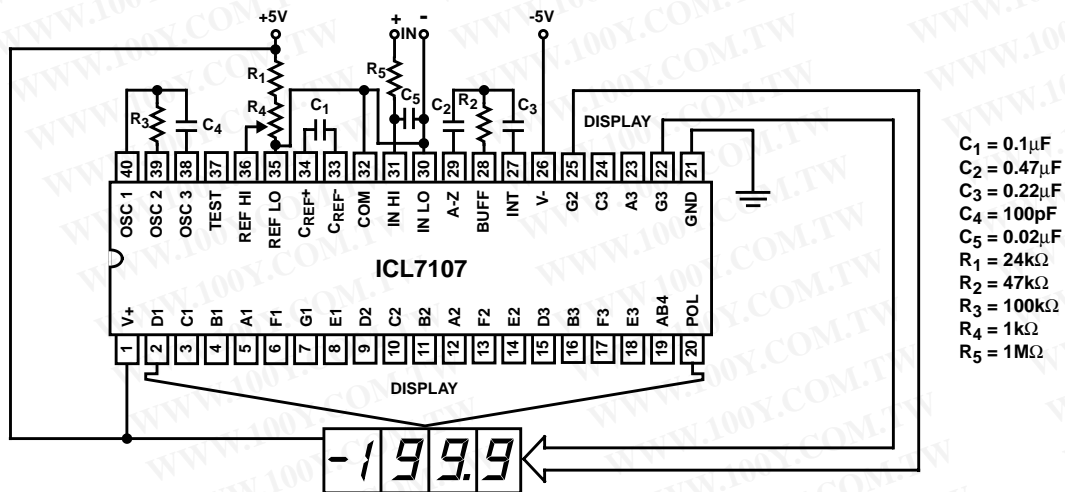 +5V
+ -
IN
-5V
R1
R4
R3
C4
C1
R5
C5
C2
R2
C3
DISPLAY
40 39 38 37 36 35 34 33 32 31 30 29 28 27 26 25 24 23 22 21
OSC 1
OSC 2
OSC 3
TEST
REF HI
REF LO
CREF+
CREF-
COM
IN HI
IN LO
A-Z
BUFF
INT
V-
G2
C3
A3
G3
GND
ICL7107
V+
D1
C1
B1
A1
F1
G1
E1
D2
C2
B2
A2
F2
E2
D3
B3
F3
E3
AB4
POL
1 2 3 4 5 6 7 8 9 10 11 12 13 14 15 16 17 18 19 20
DISPLAY
-199.9
C1 = 0.1μF
C2 = 0.47μF
C3 = 0.22μF
C4 = 100pF
C5 = 0.02μF
R1 = 24kΩ
R2 = 47kΩ
R3 = 100kΩ
R4 = 1kΩ
R5 = 1MΩ
WWW.100Y.COM.TW